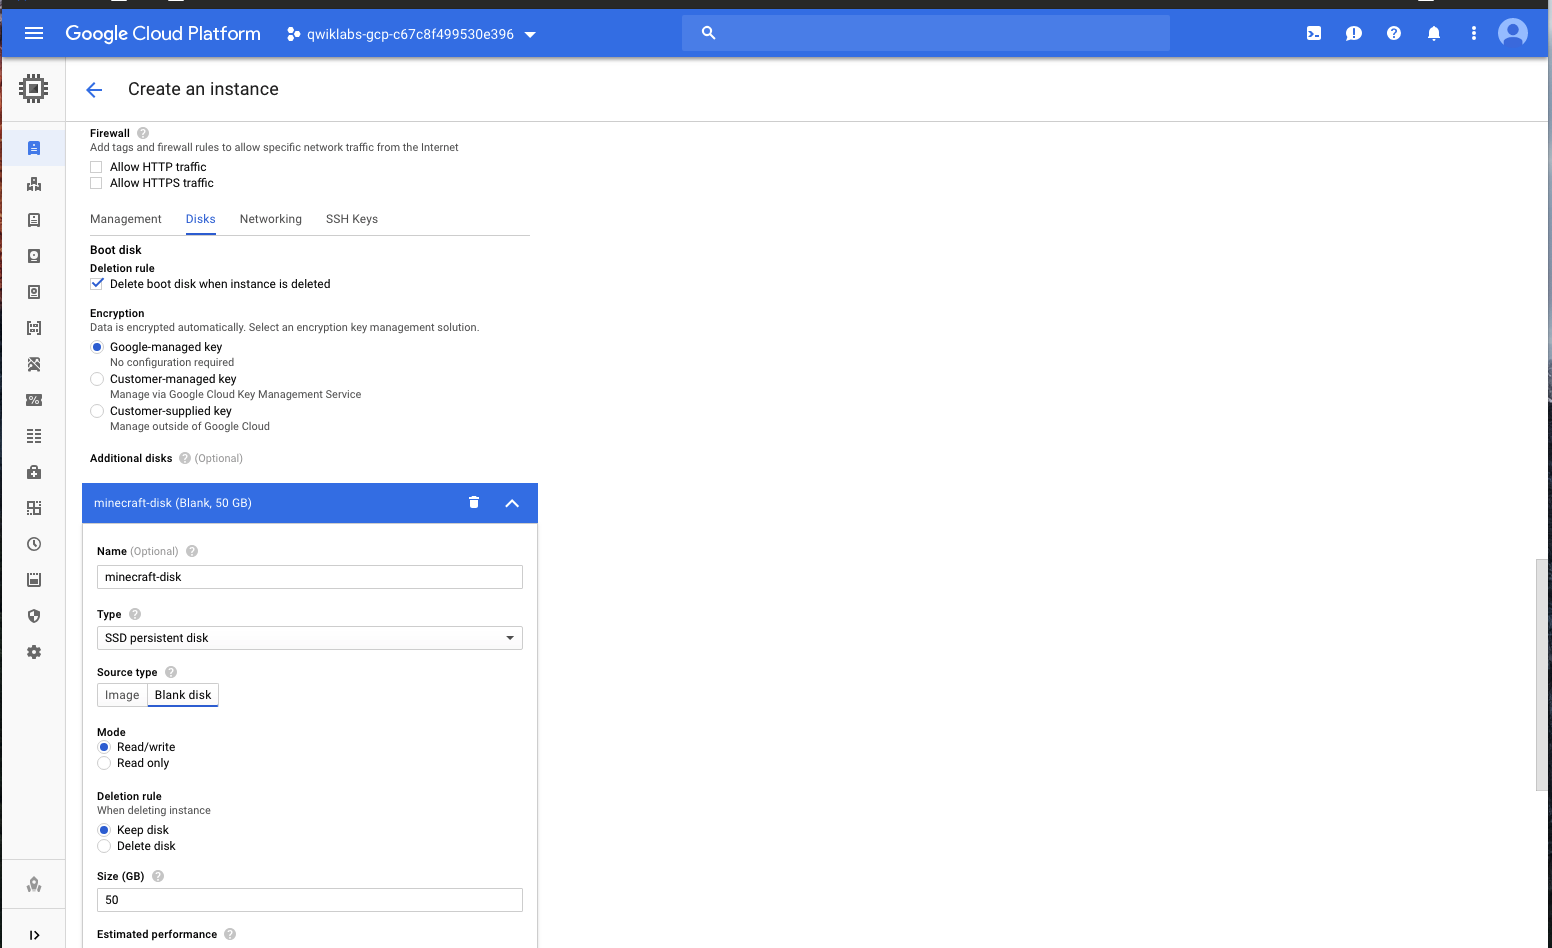 Google Cloud Platform qwiklabs-gcp-c67c8f499530e396
Create an instance
Firewall
Add tags and firewall rules to allow specific network traffic from the Internet
Allow HTTP traffic
Allow HTTPS traffic
Management Disks Networking SSH Keys
Boot disk
Deletion rule
Delete boot disk when instance is deleted
Encryption
Data is encrypted automatically. Select an encryption key management solution.
Google-managed key
No configuration required
Customer-managed key
Manage via Google Cloud Key Management Service
Customer-supplied key
Manage outside of Google Cloud
Additional disks (Optional)
minecraft-disk (Blank, 50 GB)
Name (Optional)
minecraft-disk
Type
SSD persistent disk
Source type
Image Blank disk
Mode
Read/write
Read only
Deletion rule
When deleting instance
Keep disk
Delete disk
Size (GB)
50
Estimated performance